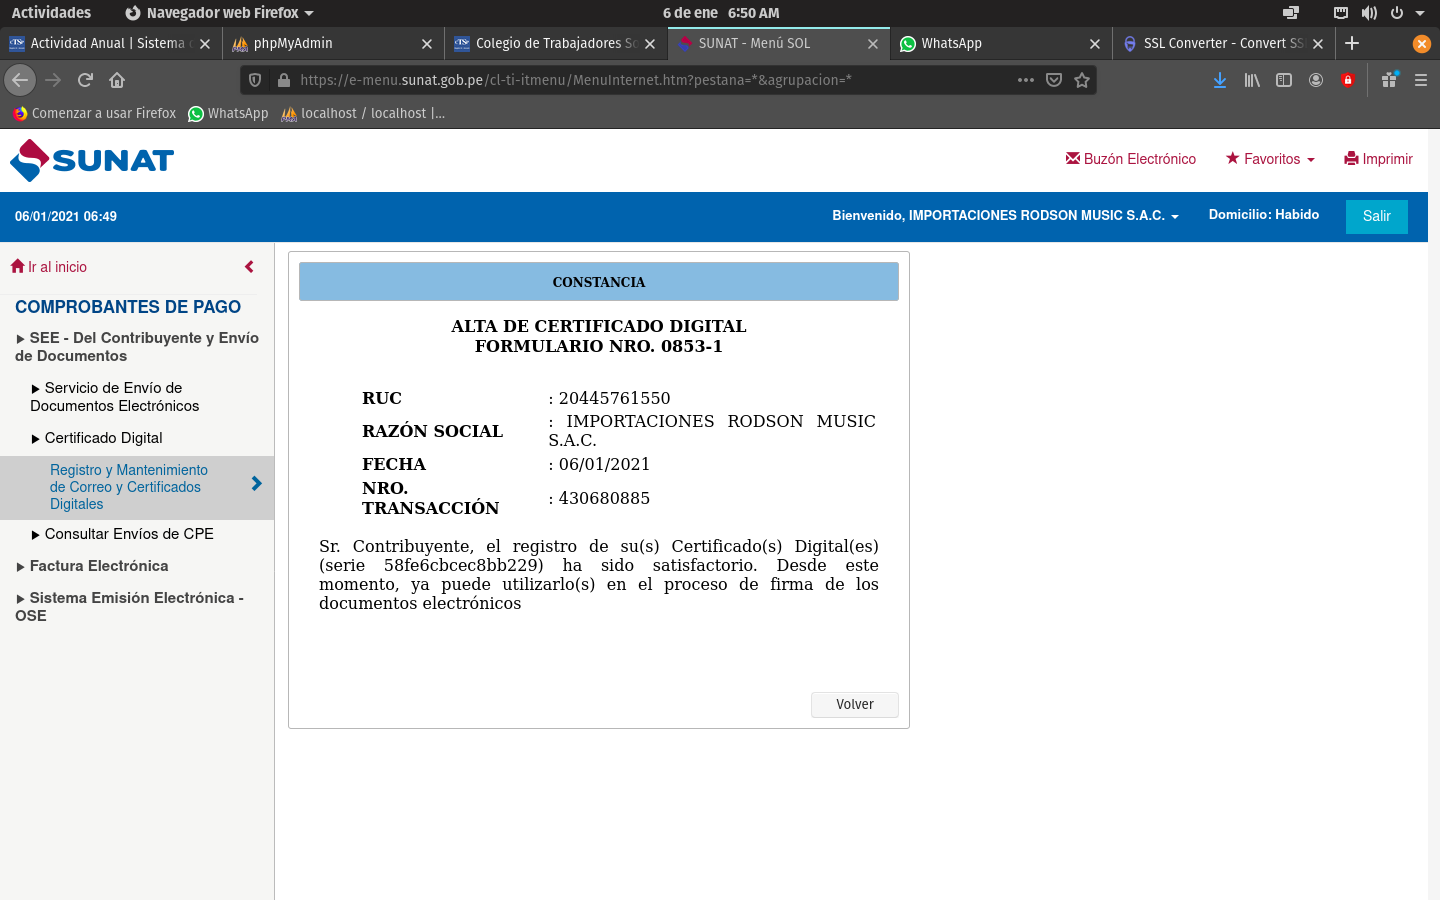 Actividades
Navegador web Firefox
6 de ene 6:50 AM
Actividad Anual | Sistema
phpMyAdmin
Colegio de Trabajadores So
SUNAT - Menú SOL
WhatsApp
SSL Converter - Convert SS
https://e-menu.sunat.gob.pe/cl-ti-itmenu/MenuInternet.htm?pestana=*&agrupacion=*
Comenzar a usar Firefox
WhatsApp
localhost / localhost |...
SUNAT
Buzón Electrónico
Favoritos
Imprimir
06/01/2021 06:49
Bienvenido, IMPORTACIONES RODSON MUSIC S.A.C.
Domicilio: Habido
Salir
Ir al inicio
COMPROBANTES DE PAGO
SEE - Del Contribuyente y Envío
de Documentos
Servicio de Envío de
Documentos Electrónicos
Certificado Digital
Registro y Mantenimiento
de Correo y Certificados
Digitales
Consultar Envíos de CPE
Factura Electrónica
Sistema Emisión Electrónica -
OSE
CONSTANCIA
ALTA DE CERTIFICADO DIGITAL
FORMULARIO NRO. 0853-1
RUC : 20445761550
RAZÓN SOCIAL : IMPORTACIONES RODSON MUSIC
S.A.C.
FECHA : 06/01/2021
NRO.
TRANSACCIÓN : 430680885
Sr. Contribuyente, el registro de su(s) Certificado(s) Digital(es)
(serie 58fe6cbcec8bb229) ha sido satisfactorio. Desde este
momento, ya puede utilizarlo(s) en el proceso de firma de los
documentos electrónicos
Volver